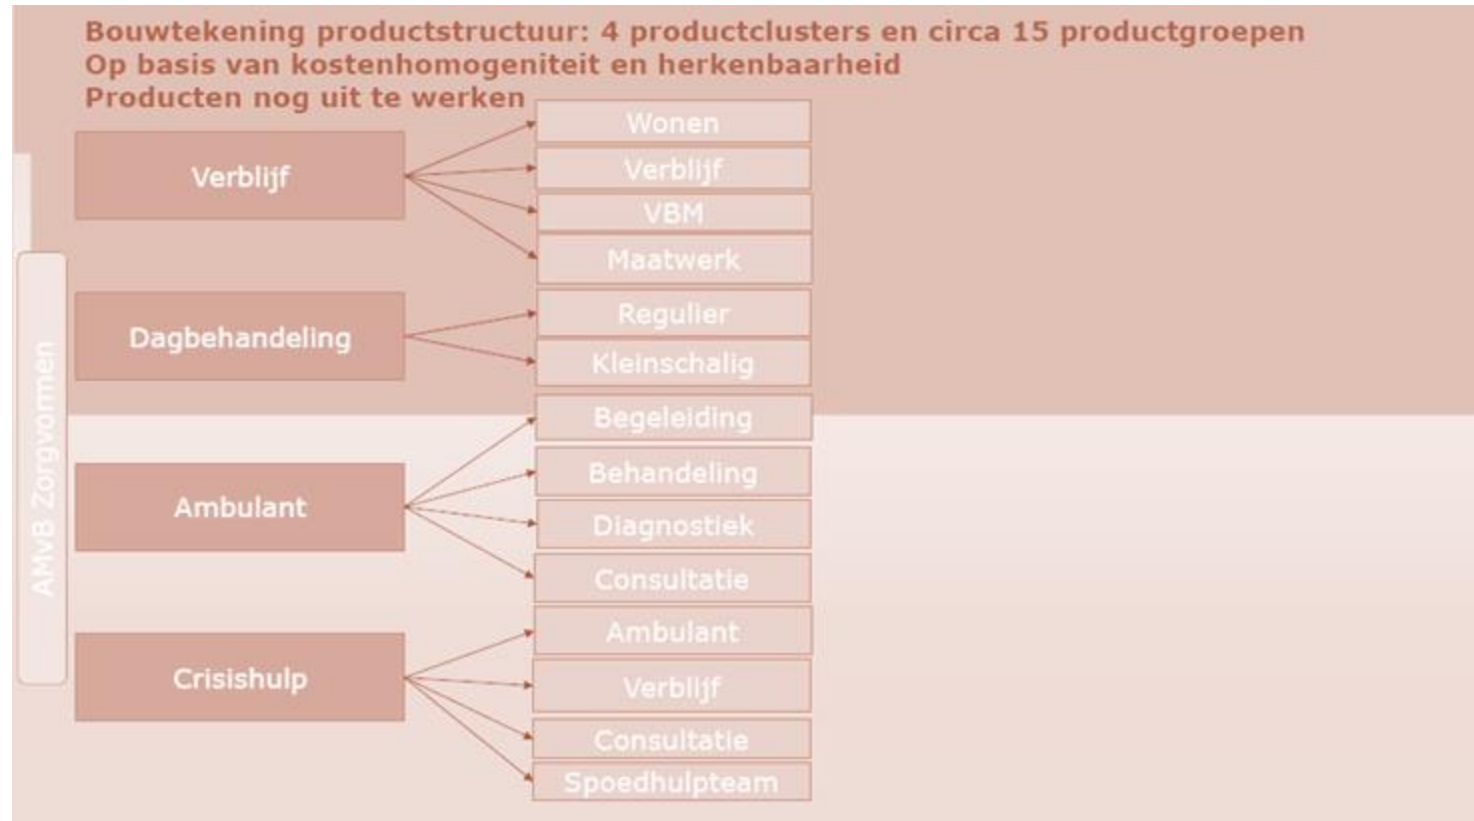 Bouwtekening productstructuur: 4 productclusters en circa 15 productgroepen
Op basis van kostenhomogeniteit en herkenbaarheid
Producten nog uit te werken
AMvB Zorgvormen
Verblijf
Wonen
Verblijf
VBM
Maatwerk
Dagbehandeling
Regulier
Kleinschalig
Ambulant
Begeleiding
Behandeling
Diagnostiek
Consultatie
Crisishulp
Ambulant
Verblijf
Consultatie
Spoedhulpteam